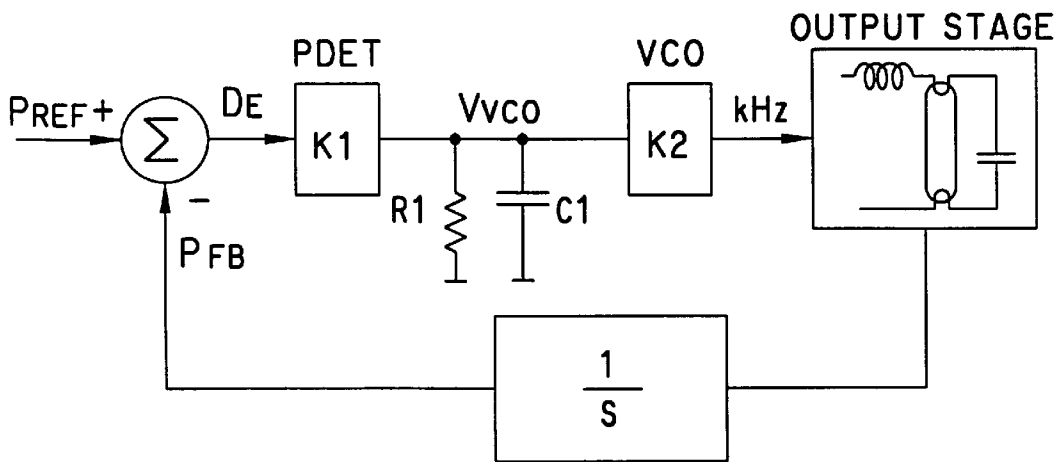 OUTPUT STAGE
PDET
VCO
PREF +
Σ
DE
K1
VVCO
K2
kHz
R1
C1
-
PFB
1
S